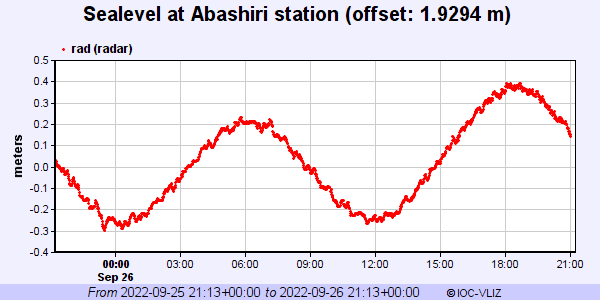 Sealevel at Abashiri station (offset: 1.9294 m)
rad (radar)
0.5
0.4
0.3
0.2
0.1
0.0
-0.1
-0.2
-0.3
-0.4
meters
00:00 03:00 06:00 09:00 12:00 15:00 18:00 21:00
Sep 26
From 2022-09-25 21:13+00:00 to 2022-09-26 21:13+00:00 © IOC-VLIZ